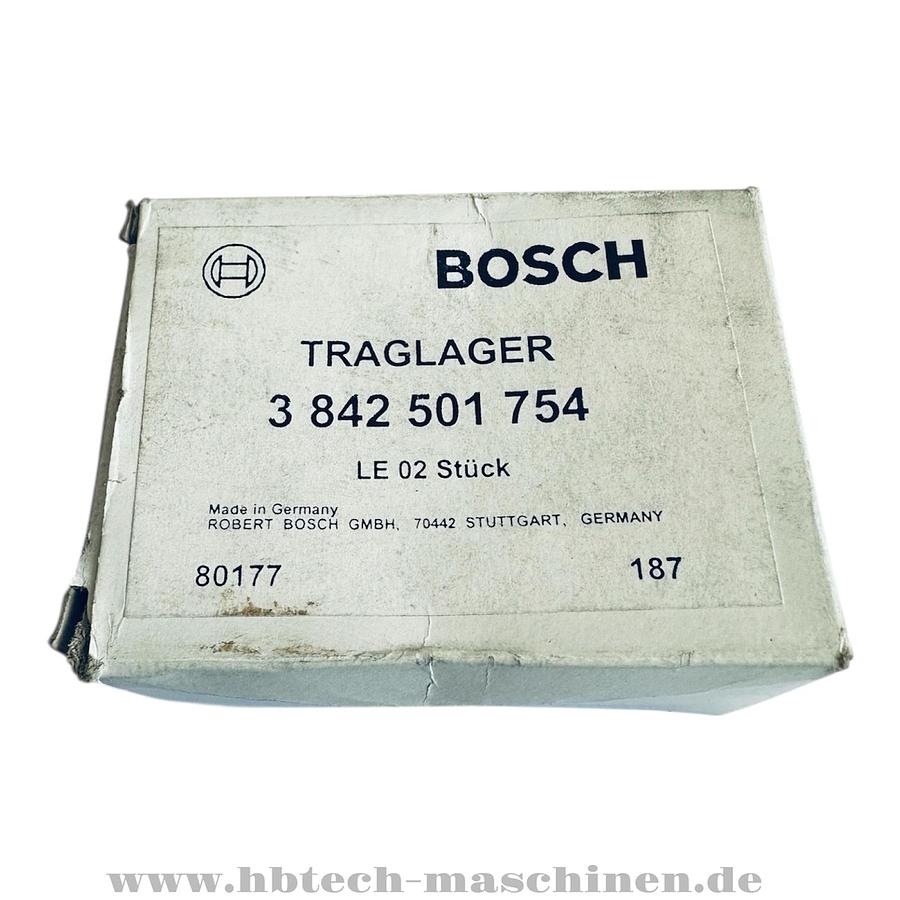 BOSCH
TRAGLAGER
3 842 501 754
LE 02 Stück
Made in Germany
ROBERT BOSCH GMBH, 70442 STUTTGART, GERMANY
80177 187
www.hbtech-maschinen.de